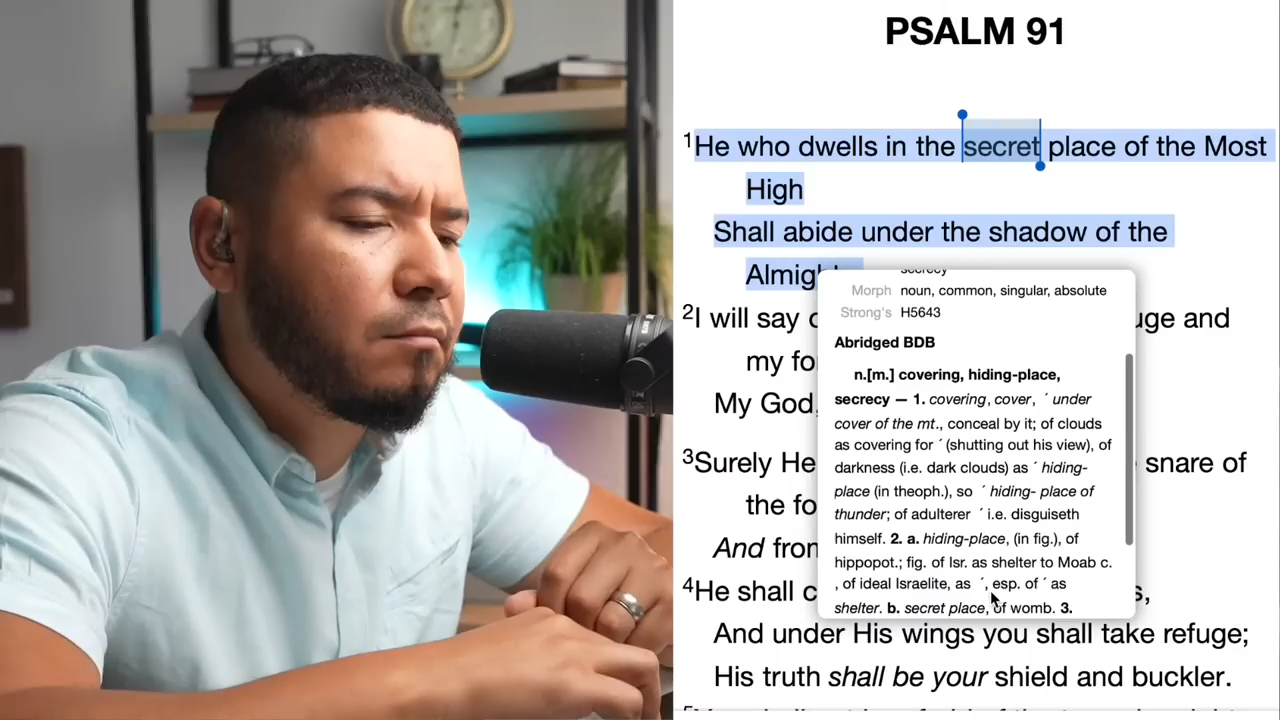 PSALM 91
1He who dwells in the secret place of the Most
High
Shall abide under the shadow of the
Almigh
2I will say uge and
my fo
My God,
3Surely He snare of
the fo
And fron
4He shall c s,
And under His wings you shall take refuge;
His truth shall be your shield and buckler.
secrecy
Morph noun, common, singular, absolute
Strong's H5643
Abridged BDB
n.[m.] covering, hiding-place,
secrecy — 1. covering, cover, ´ under
cover of the mt., conceal by it; of clouds
as covering for ´ (shutting out his view), of
darkness (i.e. dark clouds) as ´ hiding-
place (in theoph.), so ´ hiding- place of
thunder; of adulterer ´ i.e. disguiseth
himself. 2. a. hiding-place, (in fig.), of
hippopot.; fig. of Isr. as shelter to Moab c.
, of ideal Israelite, as ´, esp. of ´ as
shelter. b. secret place, of womb. 3.